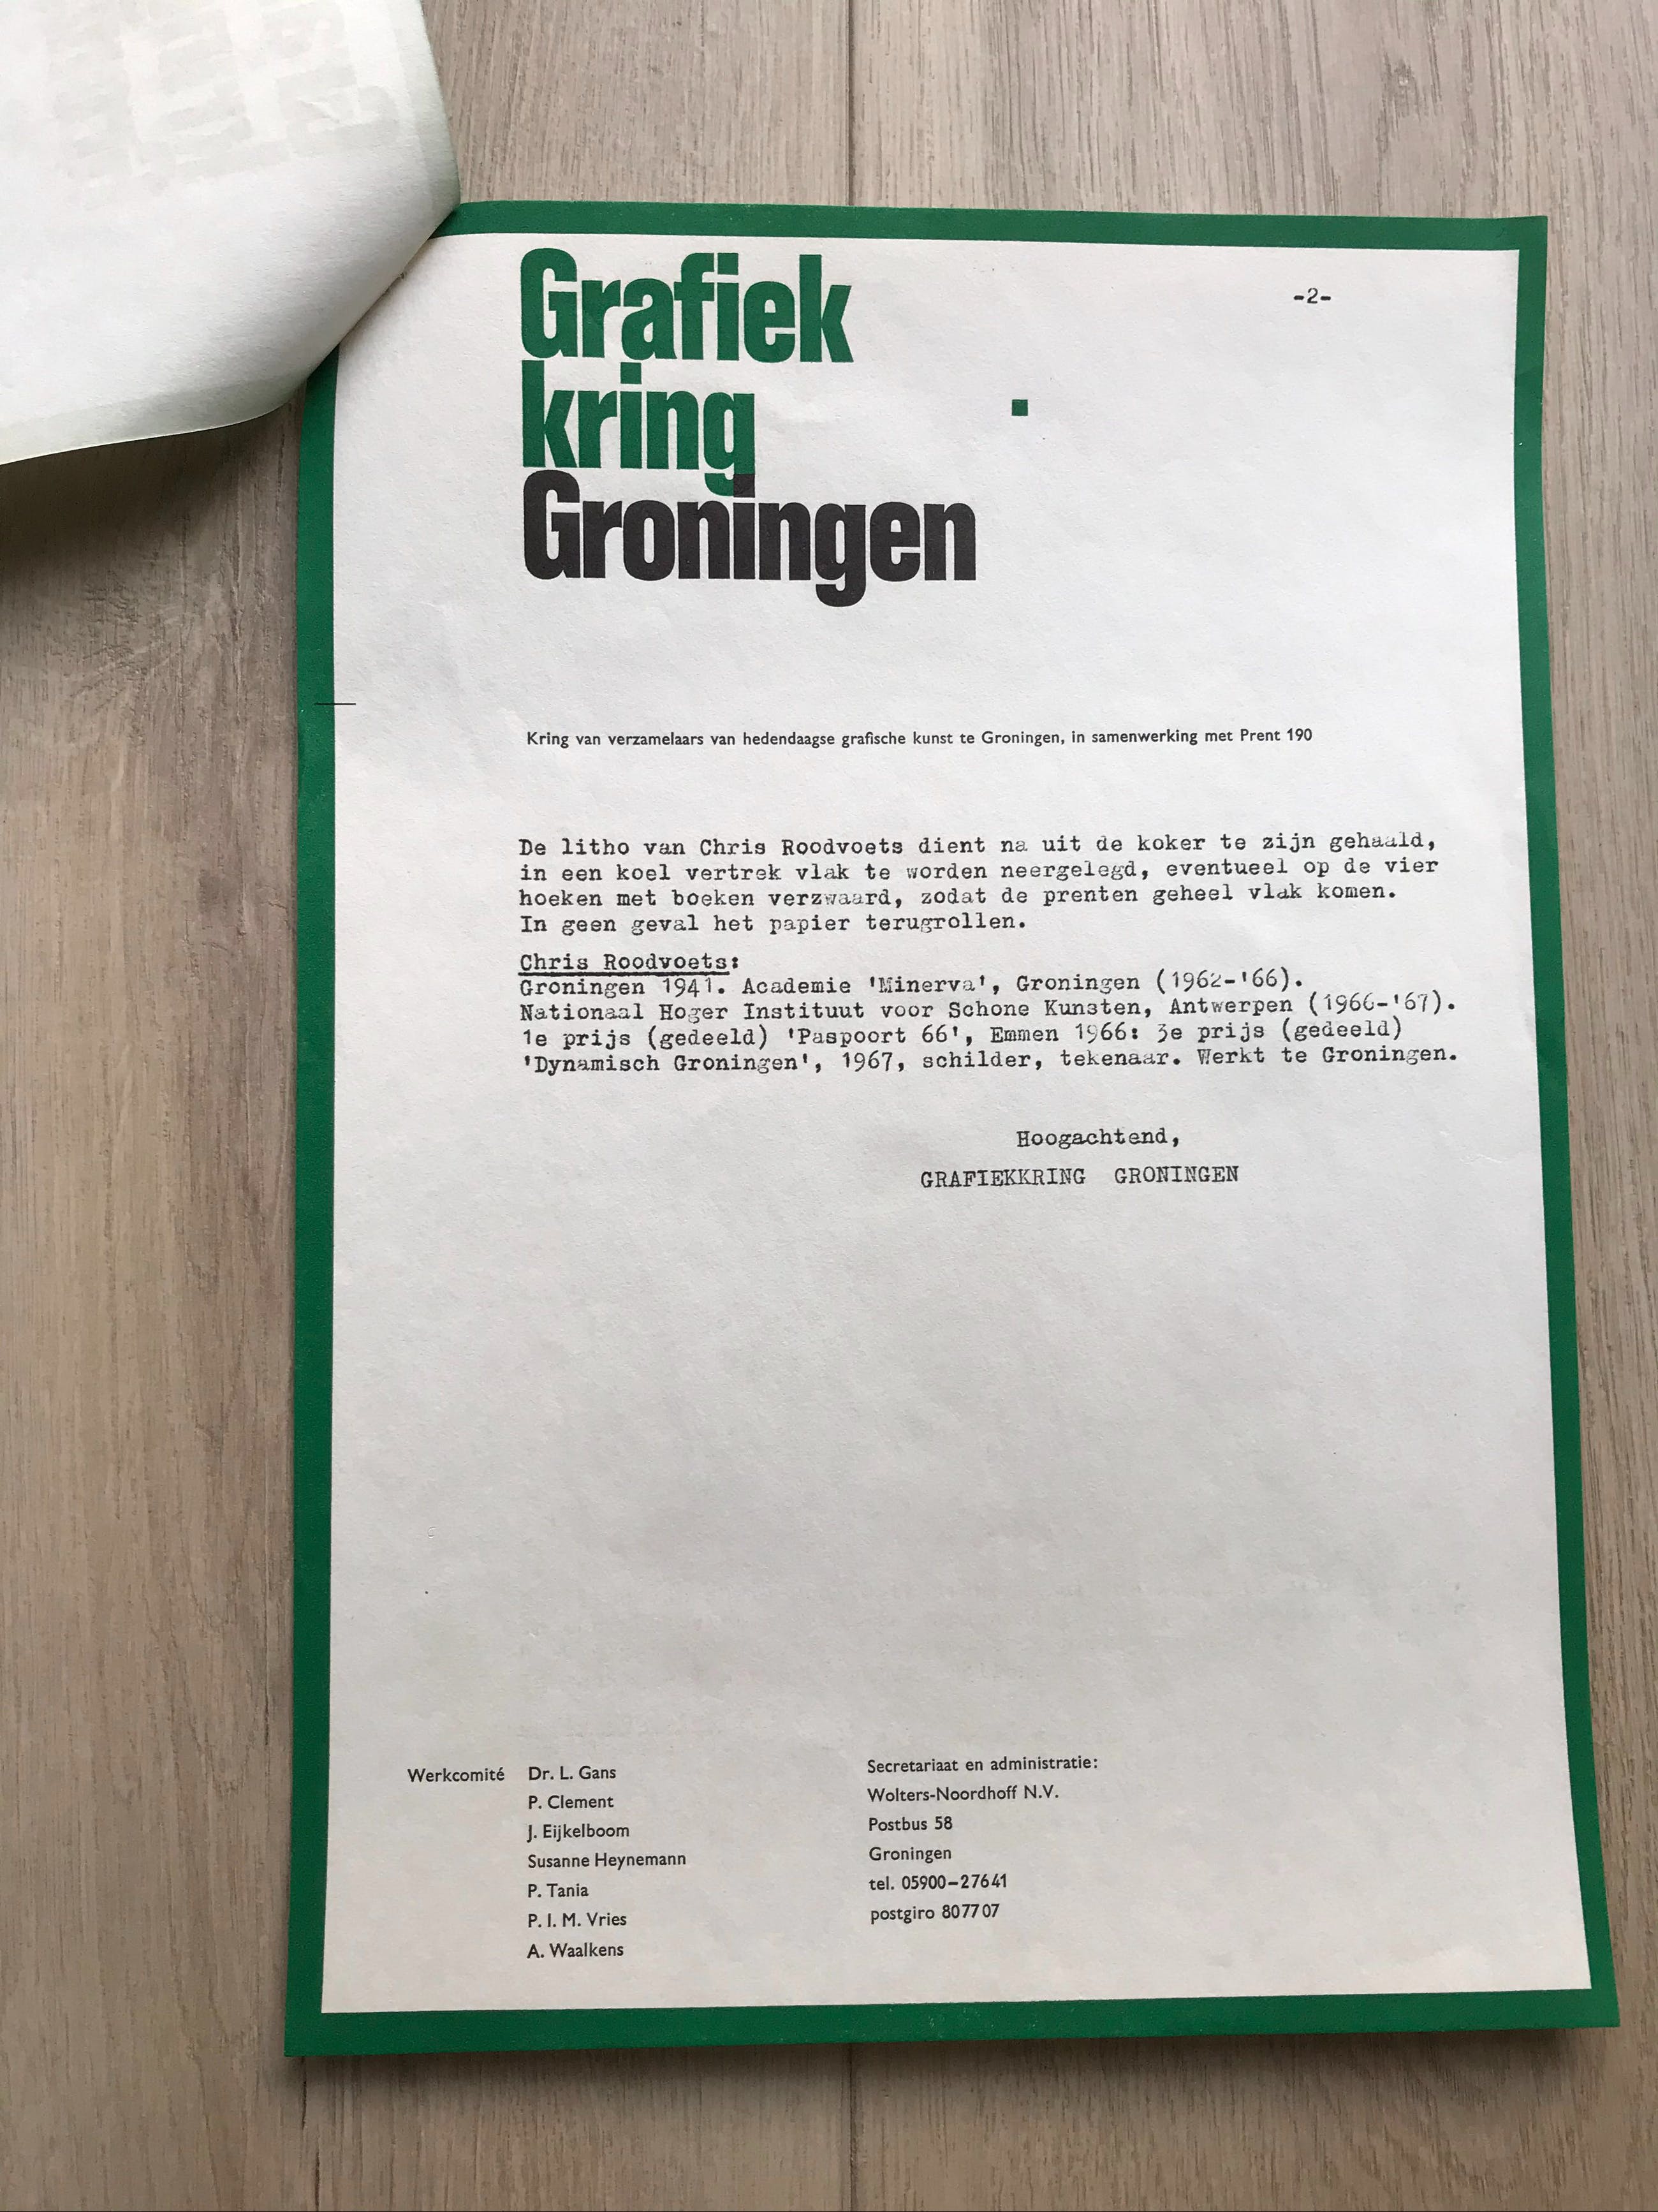 Grafiek
-2-
kring
Groningen
Kring van verzamelaars van hedendaagse grafische kunst te Groningen, in samenwerking met Prent 190
De litho van Chris Roodvoets dient na uit de koker te zijn gehaald,
in een koel vertrek vlak te worden neergelegd, eventueel op de vier
hoeken met boeken verzwaard, zodat de prenten geheel vlak komen.
In geen geval het papier terugrollen.
Chris Roodvoets:
Groningen 1941. Academie 'Minerva', Groningen (1962-'66).
Nationaal Hoger Instituut voor Schone Kunsten, Antwerpen (1966-'67).
1e prijs (gedeeld) 'Paspoort 66', Emmen 1966: 3e prijs (gedeeld)
'Dynamisch Groningen', 1967, schilder, tekenaar. Werkt te Groningen.
Hoogachtend,
GRAFIEKKRING GRONINGEN
Werkcomité Dr. L. Gans
P. Clement
J. Eijkelboom
Susanne Heynemann
P. Tania
P. I. M. Vries
A. Waalkens
Secretariaat en administratie:
Wolters-Noordhoff N.V.
Postbus 58
Groningen
tel. 05900-27641
postgiro 807707